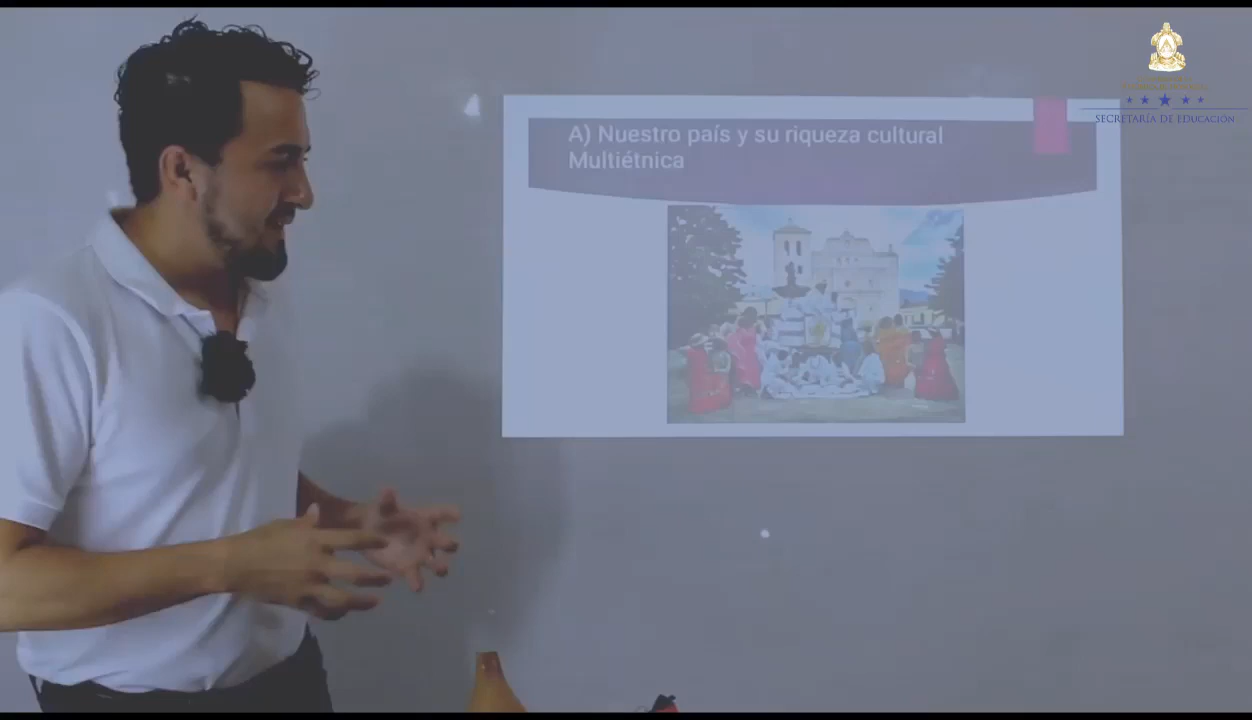 A) Nuestro país y su riqueza cultural
Multiétnica
SECRETARÍA DE EDUCACIÓN